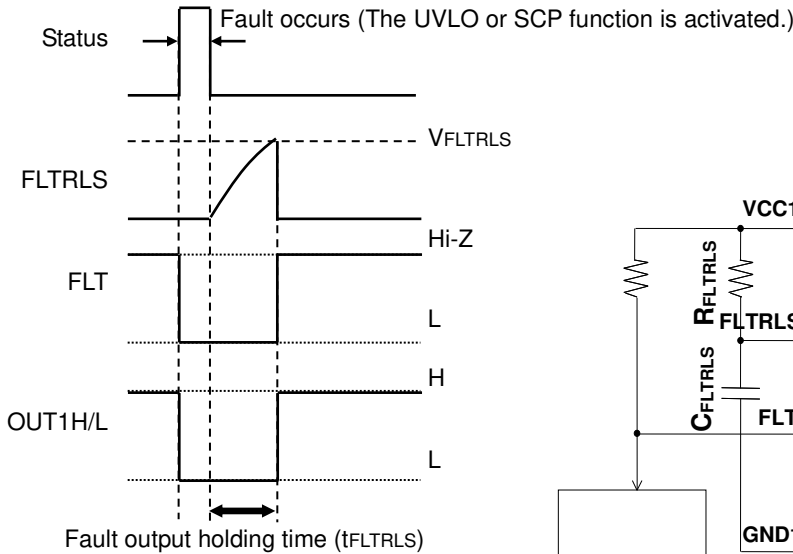 Fault occurs (The UVLO or SCP function is activated.)
Status
VFLTRLS
FLTRLS
Hi-Z
FLT
L
H
OUT1H/L
L
Fault output holding time (tFLTRLS)
VCC1
RFLTRLS
FLTRLS
CFLTRLS
FLT
GND1